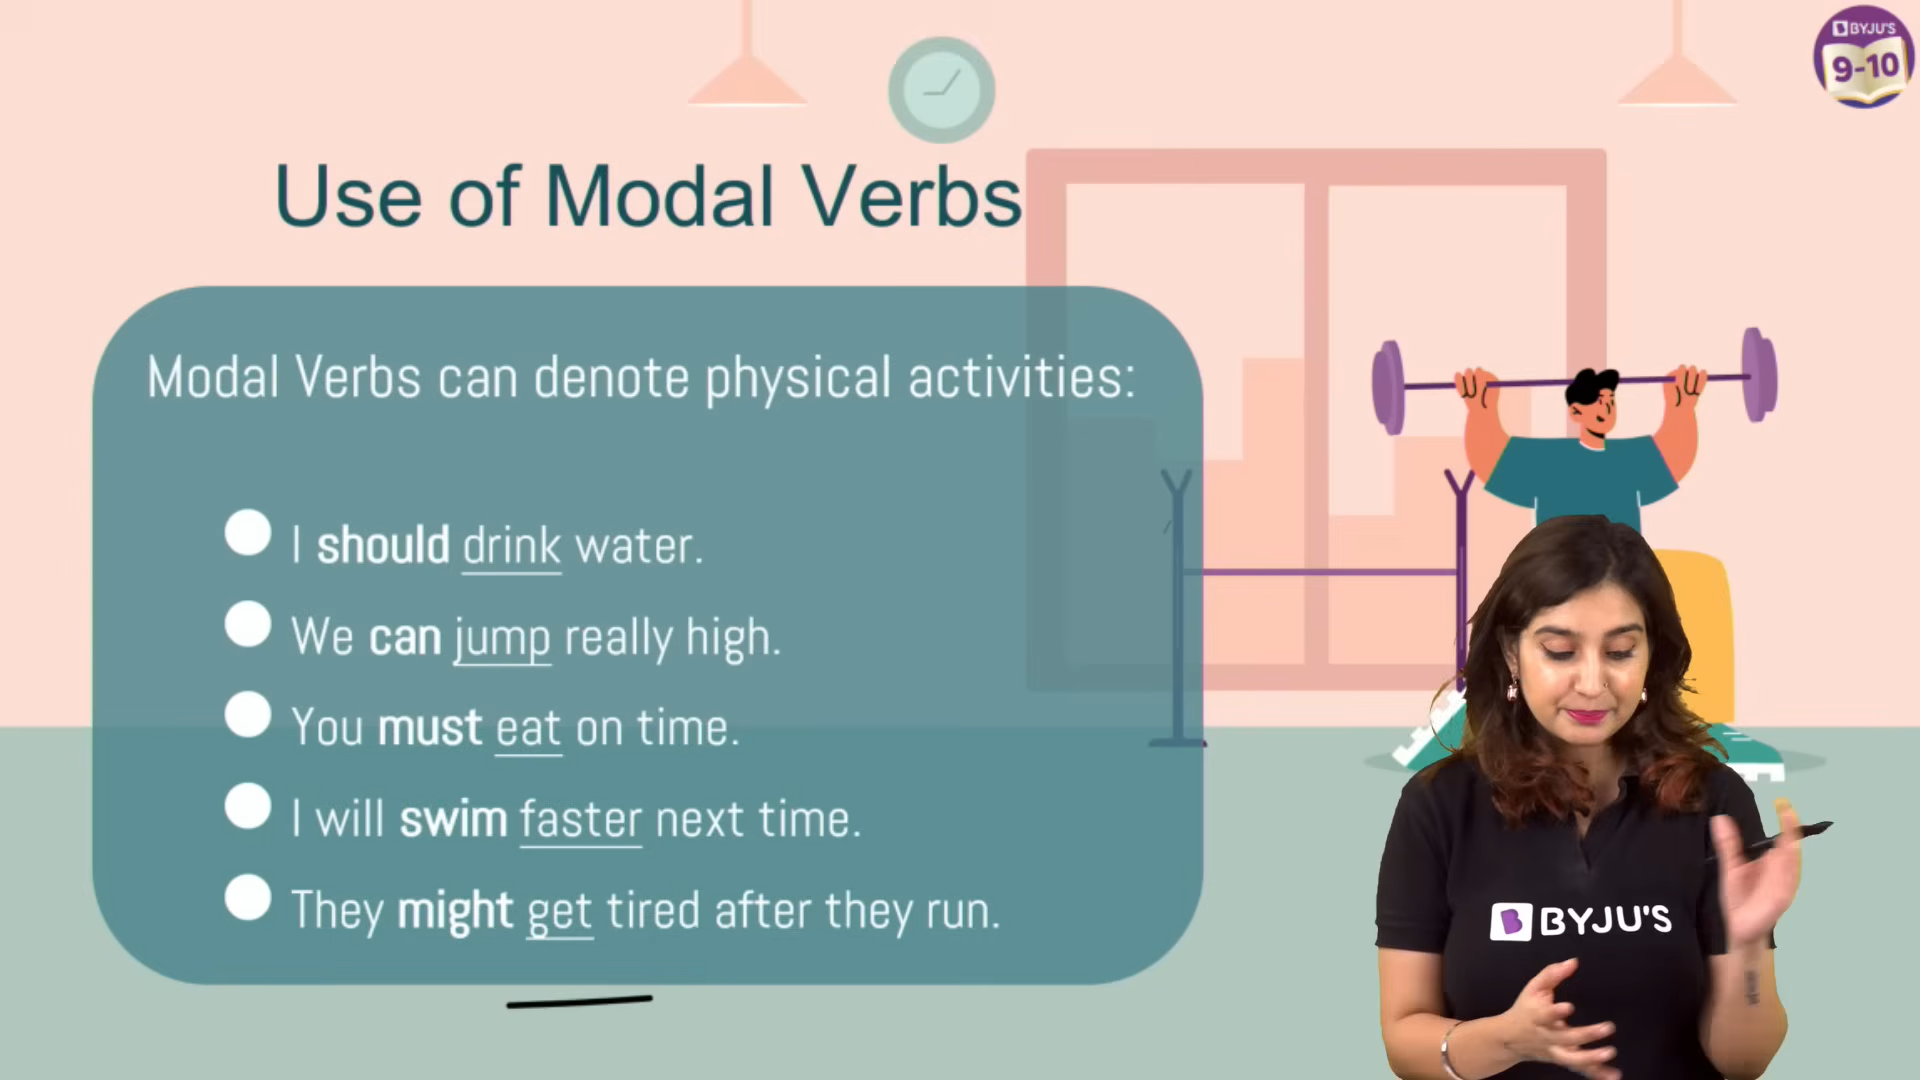 BYJU'S
9-10
Use of Modal Verbs
Modal Verbs can denote physical activities:
I should drink water.
We can jump really high.
You must eat on time.
I will swim faster next time.
They might get tired after they run.
BYJU'S